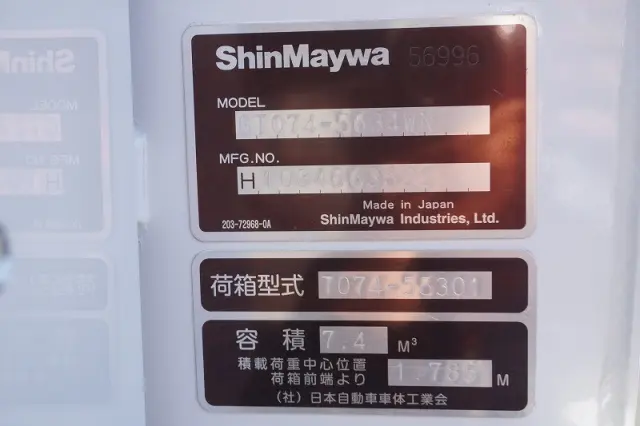 ShinMaywa 56996
MODEL
MFG.NO.
H
Made in Japan
203-72968-0A ShinMaywa Industries, Ltd.
荷箱型式 T074-55301
容積 7.4 M³
積載荷重中心位置
荷箱前端より M
(社)日本自動車車体工業会